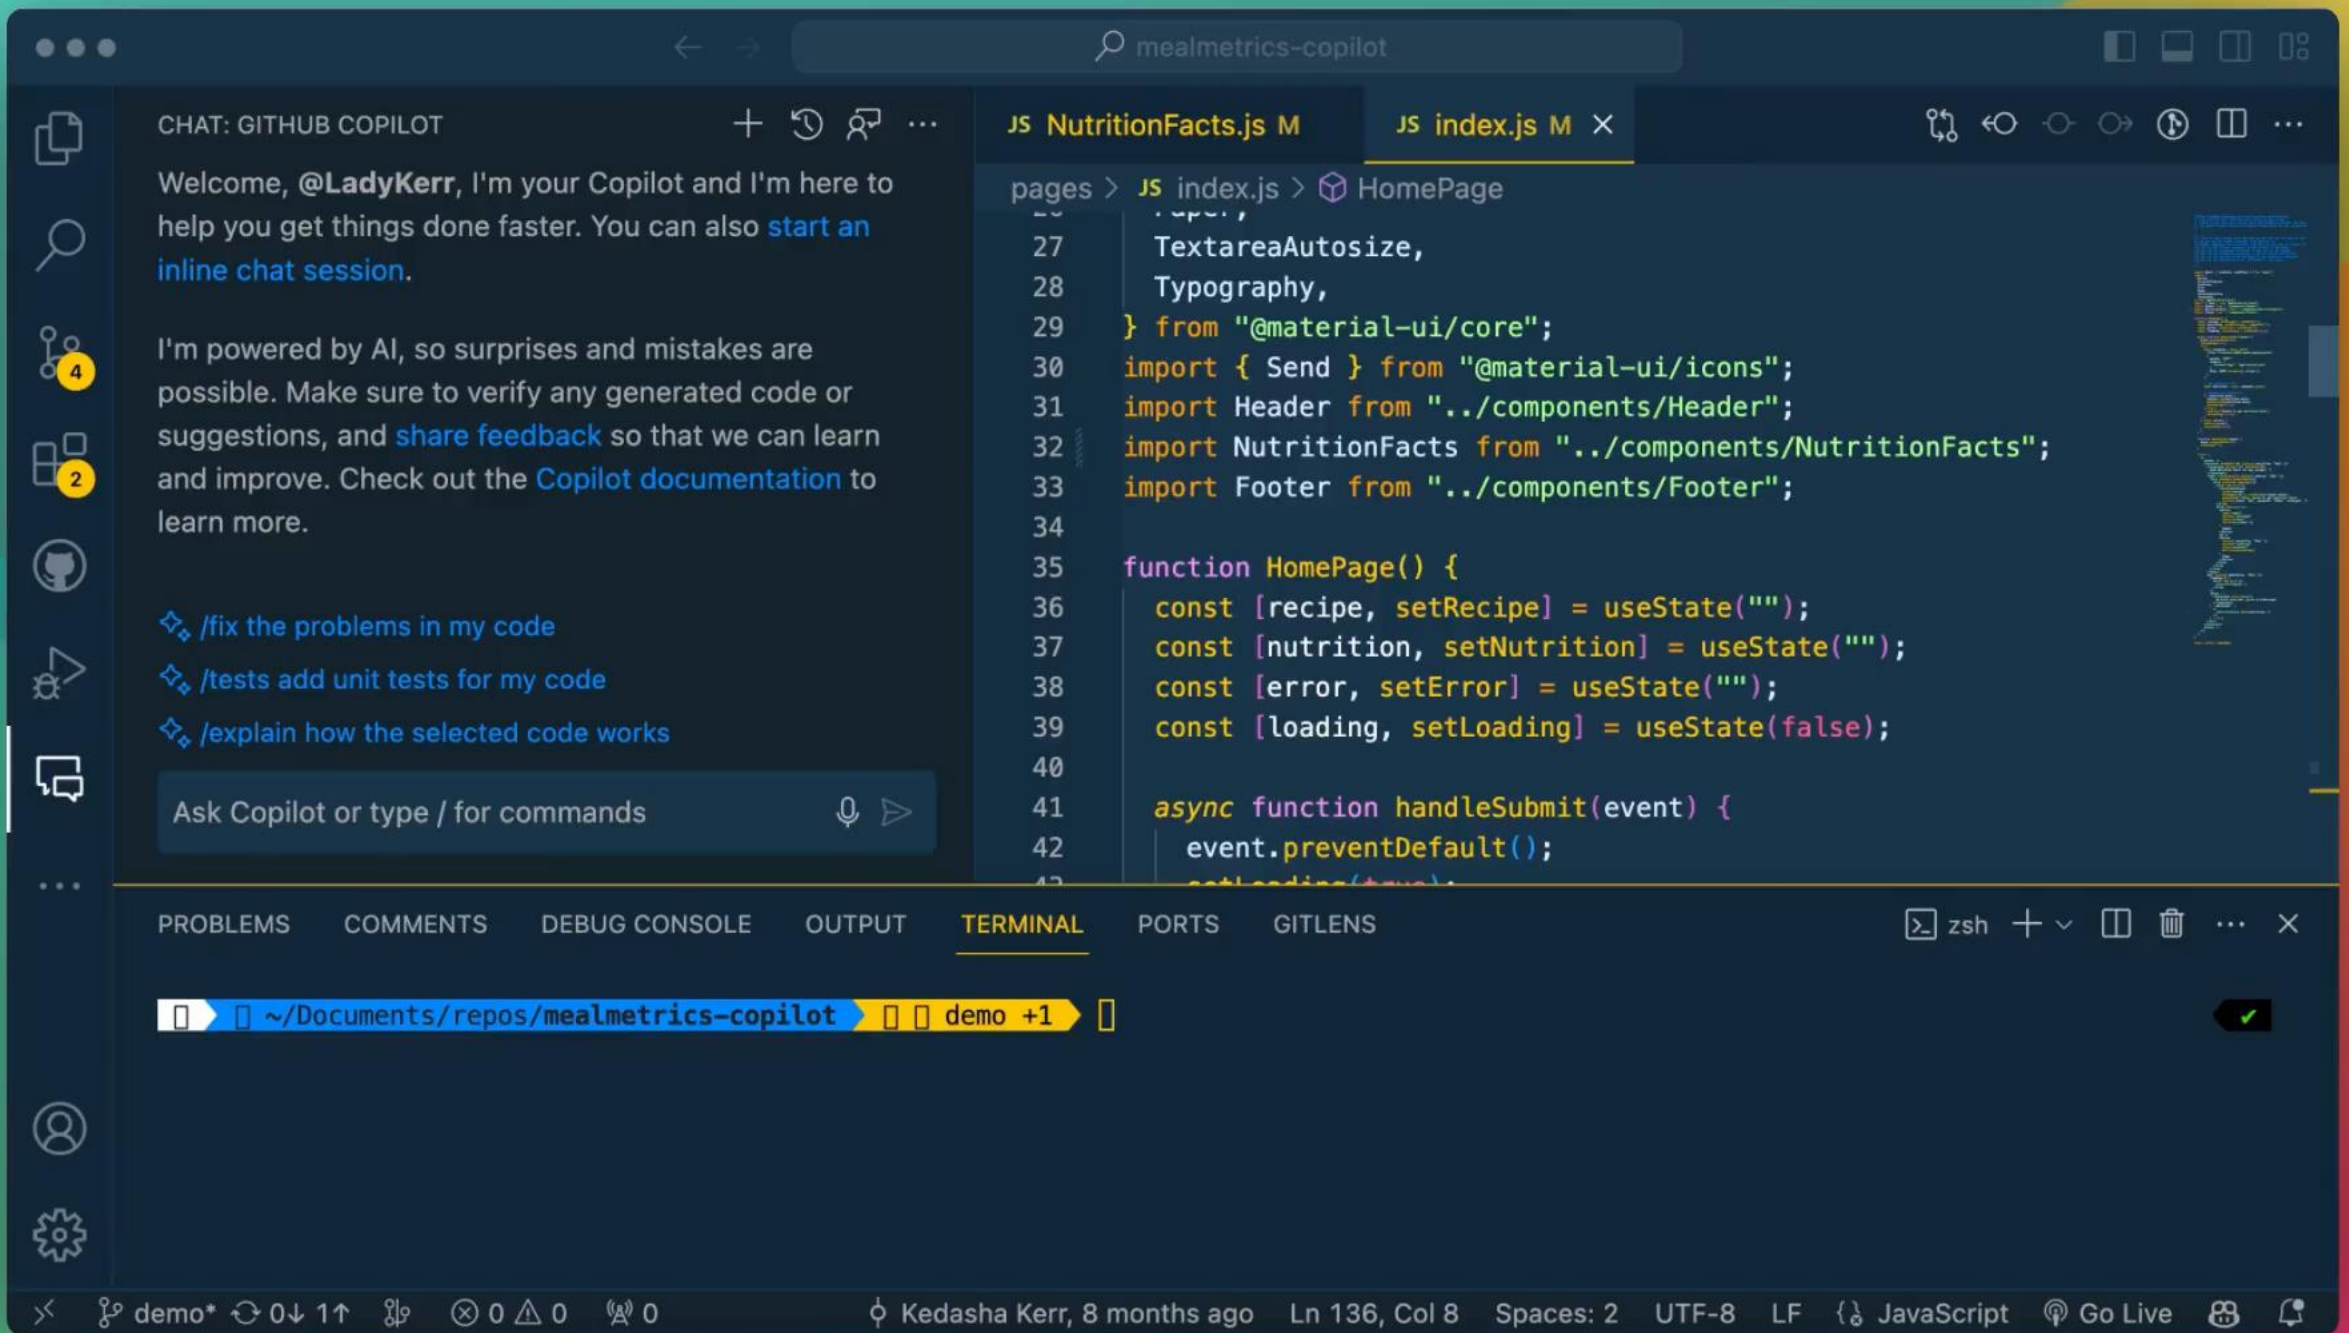 mealmetrics-copilot
CHAT: GITHUB COPILOT
Welcome, @LadyKerr, I'm your Copilot and I'm here to
help you get things done faster. You can also start an
inline chat session.
I'm powered by AI, so surprises and mistakes are
possible. Make sure to verify any generated code or
suggestions, and share feedback so that we can learn
and improve. Check out the Copilot documentation to
learn more.
/fix the problems in my code
/tests add unit tests for my code
/explain how the selected code works
Ask Copilot or type / for commands
4
2
JS NutritionFacts.js M
JS index.js M
pages > JS index.js > HomePage
27 TextareaAutosize,
28 Typography,
29 } from "@material-ui/core";
30 import { Send } from "@material-ui/icons";
31 import Header from "../components/Header";
32 import NutritionFacts from "../components/NutritionFacts";
33 import Footer from "../components/Footer";
34
35 function HomePage() {
36 const [recipe, setRecipe] = useState("");
37 const [nutrition, setNutrition] = useState("");
38 const [error, setError] = useState("");
39 const [loading, setLoading] = useState(false);
40
41 async function handleSubmit(event) {
42 event.preventDefault();
PROBLEMS COMMENTS DEBUG CONSOLE OUTPUT TERMINAL PORTS GITLENS
zsh
~/Documents/repos/mealmetrics-copilot demo +1
demo* 0↓ 1↑ 0 0 0 Kedasha Kerr, 8 months ago Ln 136, Col 8 Spaces: 2 UTF-8 LF JavaScript Go Live